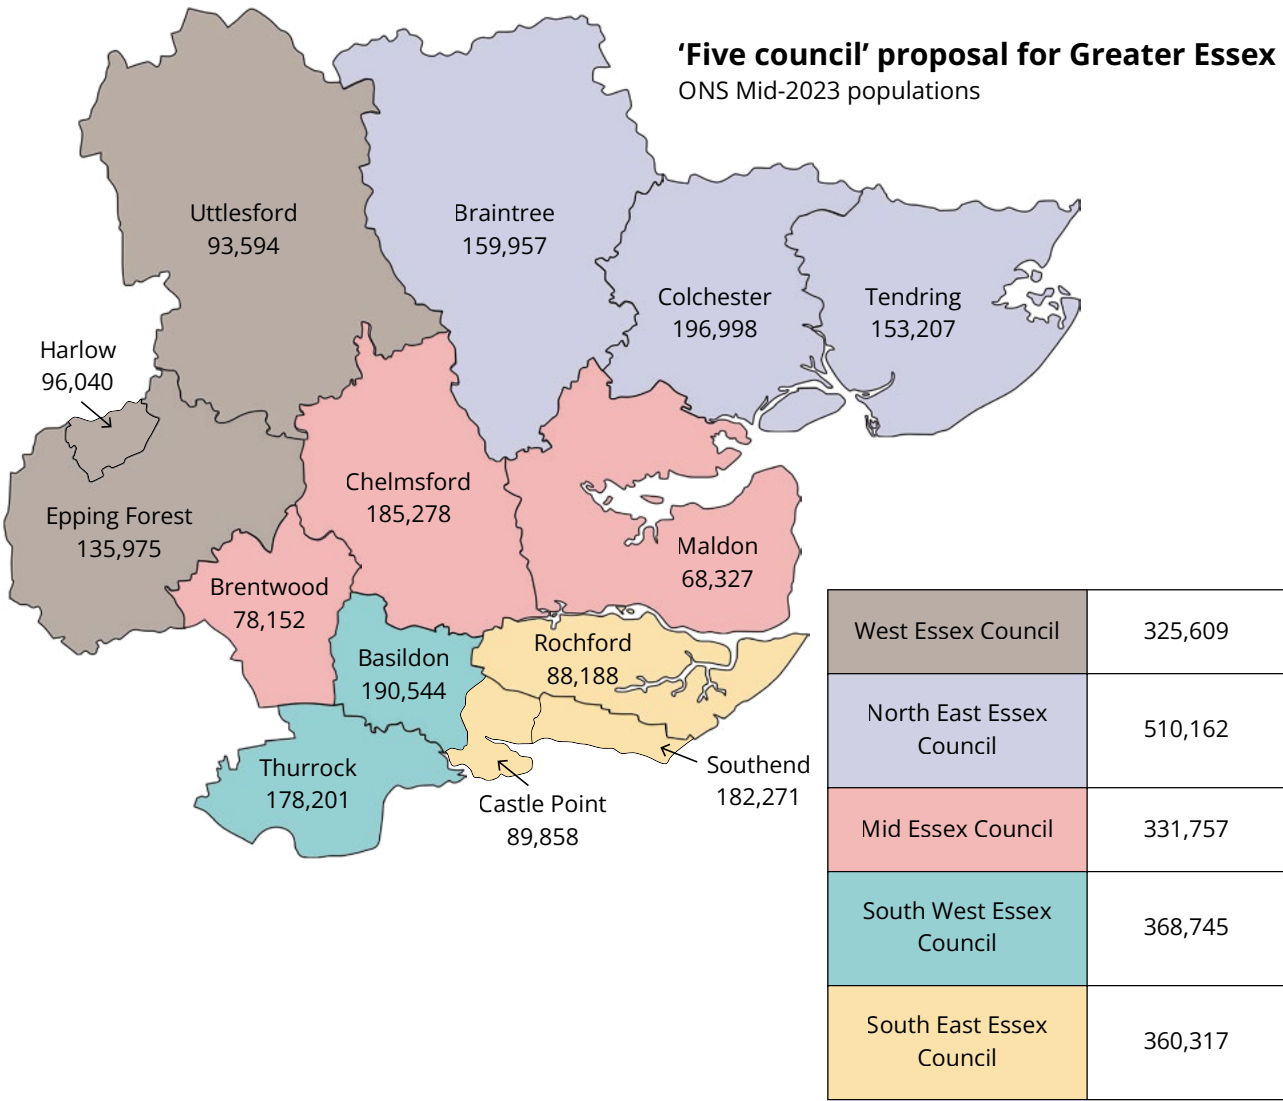 ‘Five council’ proposal for Greater Essex
ONS Mid-2023 populations
Uttlesford
93,594
Braintree
159,957
Colchester
196,998
Tendring
153,207
Harlow
96,040
Epping Forest
135,975
Chelmsford
185,278
Maldon
68,327
Brentwood
78,152
Basildon
190,544
Rochford
88,188
Thurrock
178,201
Castle Point
89,858
Southend
182,271
West Essex Council
325,609
North East Essex
Council
510,162
Mid Essex Council
331,757
South West Essex
Council
368,745
South East Essex
Council
360,317